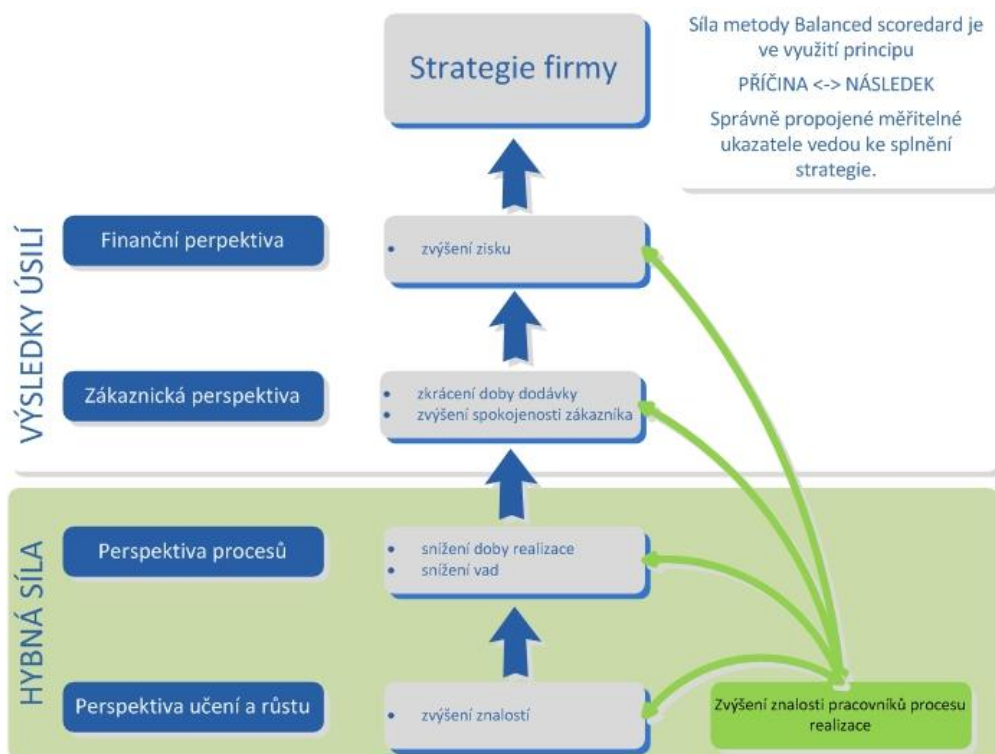 Strategie firmy
Síla metody Balanced scoredard je
ve využití principu
PŘÍČINA <-> NÁSLEDEK
Správně propojené měřitelné
ukazatele vedou ke splnění
strategie.
VÝSLEDKY ÚSILÍ
Finanční perpektiva
• zvýšení zisku
Zákaznická perspektiva
• zkrácení doby dodávky
• zvýšení spokojenosti zákazníka
HYBNÁ SÍLA
Perspektiva procesů
• snížení doby realizace
• snížení vad
Perspektiva učení a růstu
• zvýšení znalostí
Zvýšení znalosti pracovníků procesu
realizace